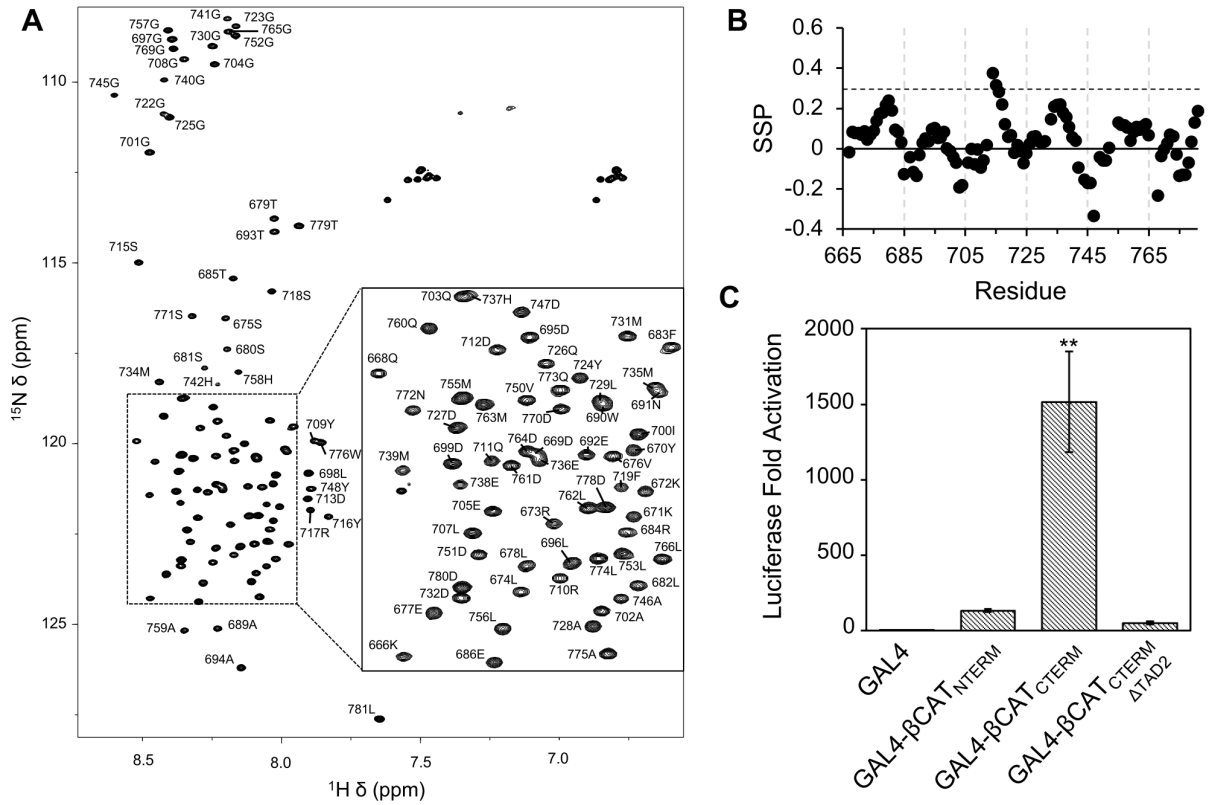 A
741G 723G
757G 765G
697G 730G 752G
769G
708G 704G
740G
745G
722G
725G
701G
679T
779T
693T
715S
685T
718S
771S 675S
681S 680S
742H 758H
734M
709Y
776W
698L
748Y
713D
716Y
717R
759A 689A
694A
781L
703Q 737H 747D
760Q 695D 731M
712D 683F
726Q
668Q 724Y
773Q 735M
755M 750V 729L
772N 763M 770D 690W 691N
727D 700I
764D 669D 692E
699D 711Q 670Y
739M 736E 676V
738E 761D 719F
778D
705E 762L 672K
673R 671K
707L 684R
678L 696L
751D 766L
674L 774L 753L
780D 710R 682L
732D 746A
677E 702A
756L 728A
666K 686E 775A
*
110
115
120
125
¹⁵N δ (ppm)
8.5 8.0 7.5 7.0
¹H δ (ppm)
B
0.6
0.4
0.2
0
-0.2
-0.4
SSP
665 685 705 725 745 765
Residue
C
2000
1500
1000
500
0
Luciferase Fold Activation
**
GAL4
GAL4-βCATNTERM
GAL4-βCATCTERM
GAL4-βCATCTERM
ΔTAD2